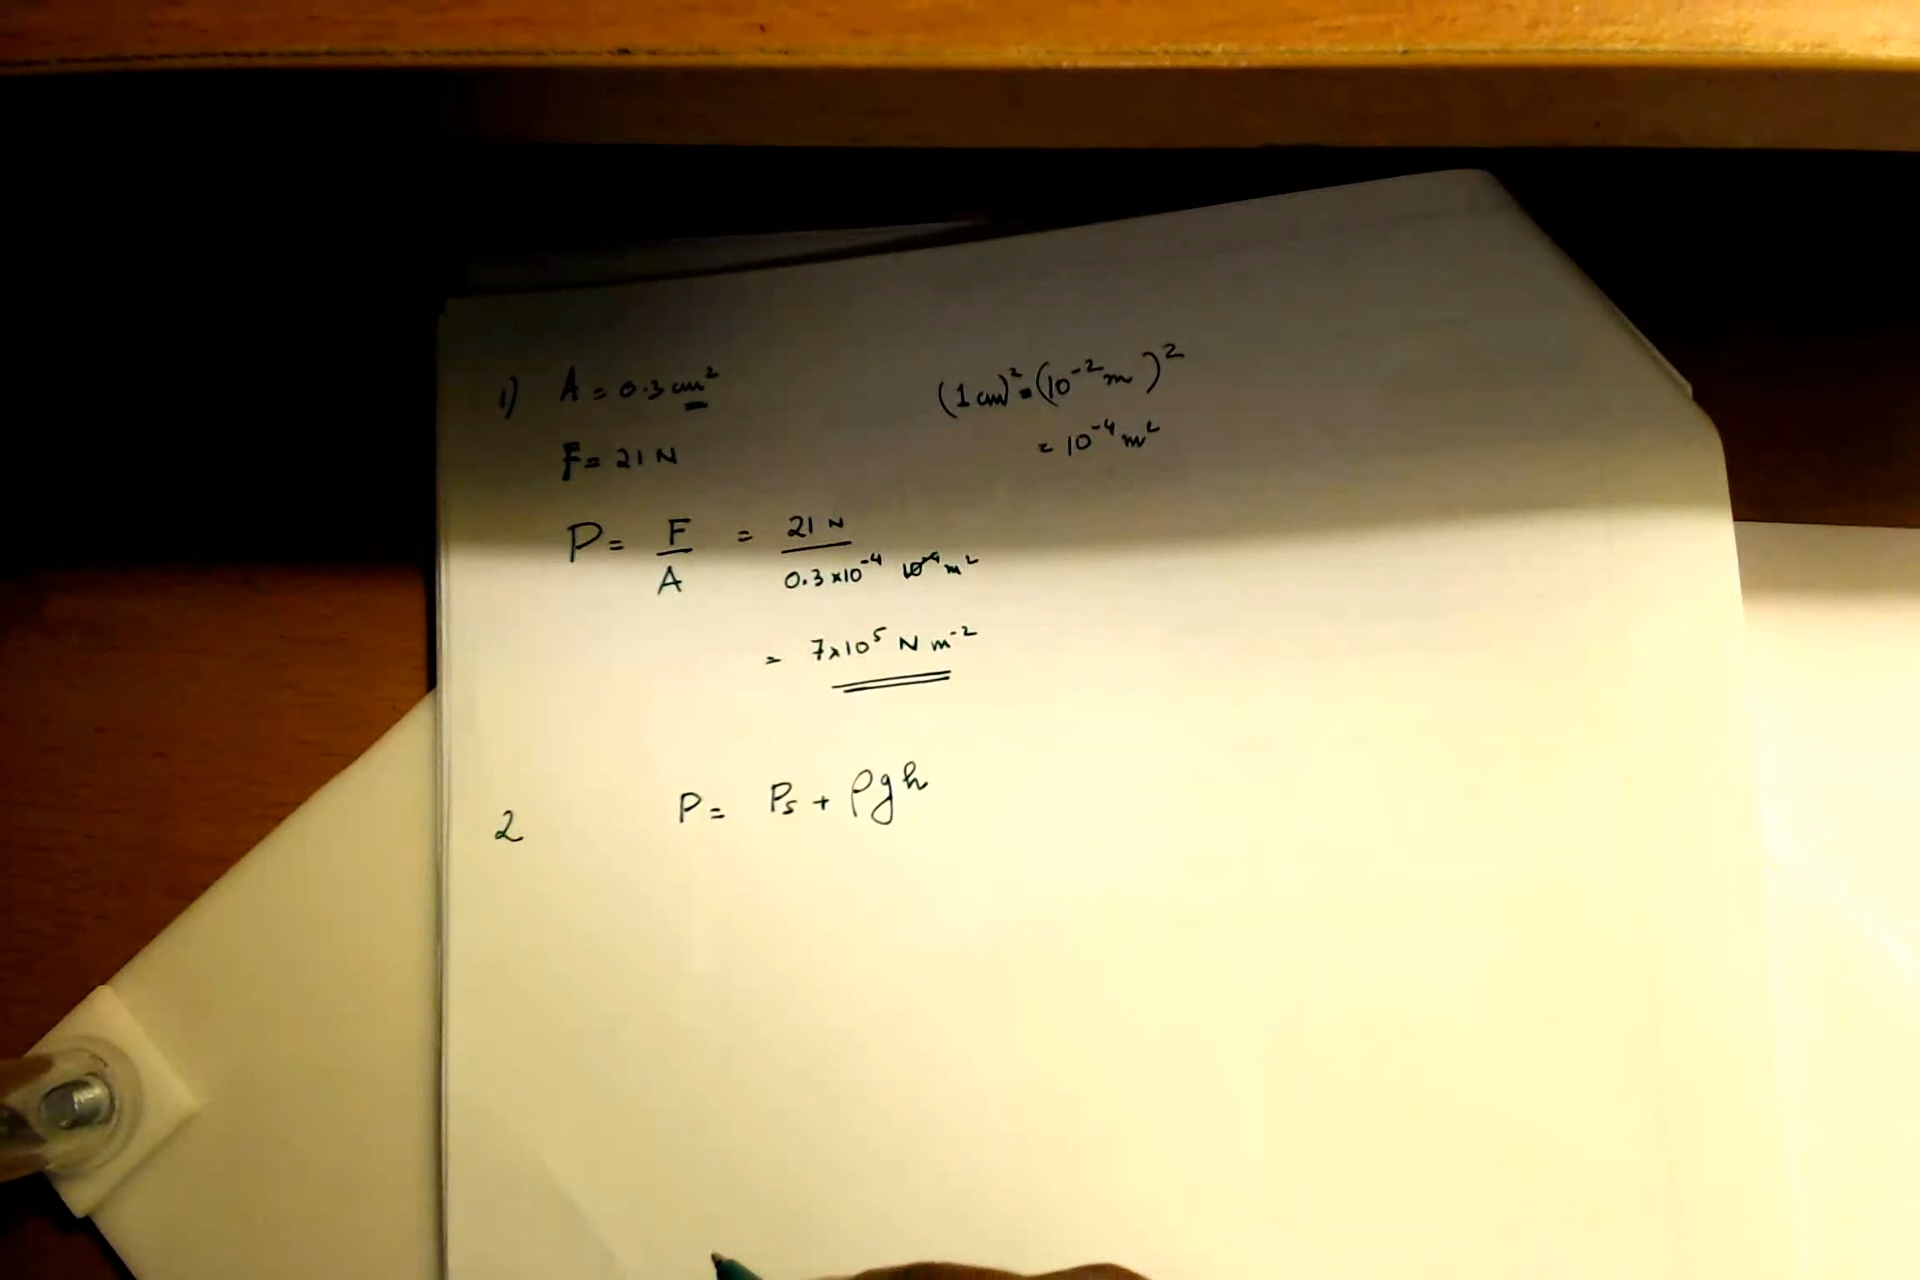 1) A = 0.3 cm² (1 cm)² = (10⁻² m)²
F = 21 N = 10⁻⁴ m²
P = F/A = 21 N / 0.3 × 10⁻⁴ m²
= 7 × 10⁵ N m⁻²
2 P = Ps + ρgh